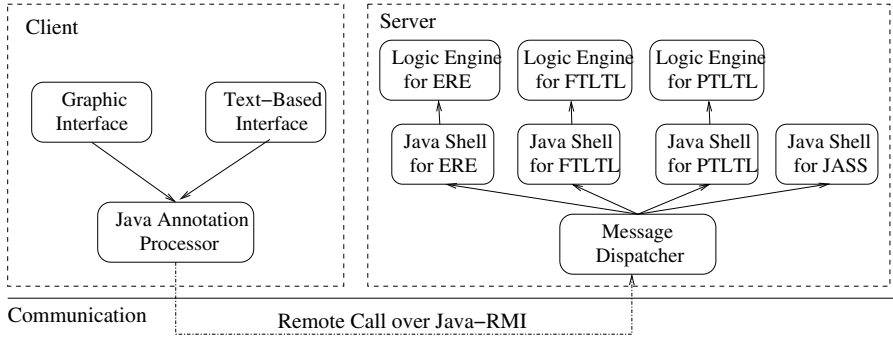 Client
Graphic
Interface
Text−Based
Interface
Java Annotation
Processor
Server
Logic Engine
for ERE
Logic Engine
for FTLTL
Logic Engine
for PTLTL
Java Shell
for ERE
Java Shell
for FTLTL
Java Shell
for PTLTL
Java Shell
for JASS
Message
Dispatcher
Communication
Remote Call over Java−RMI